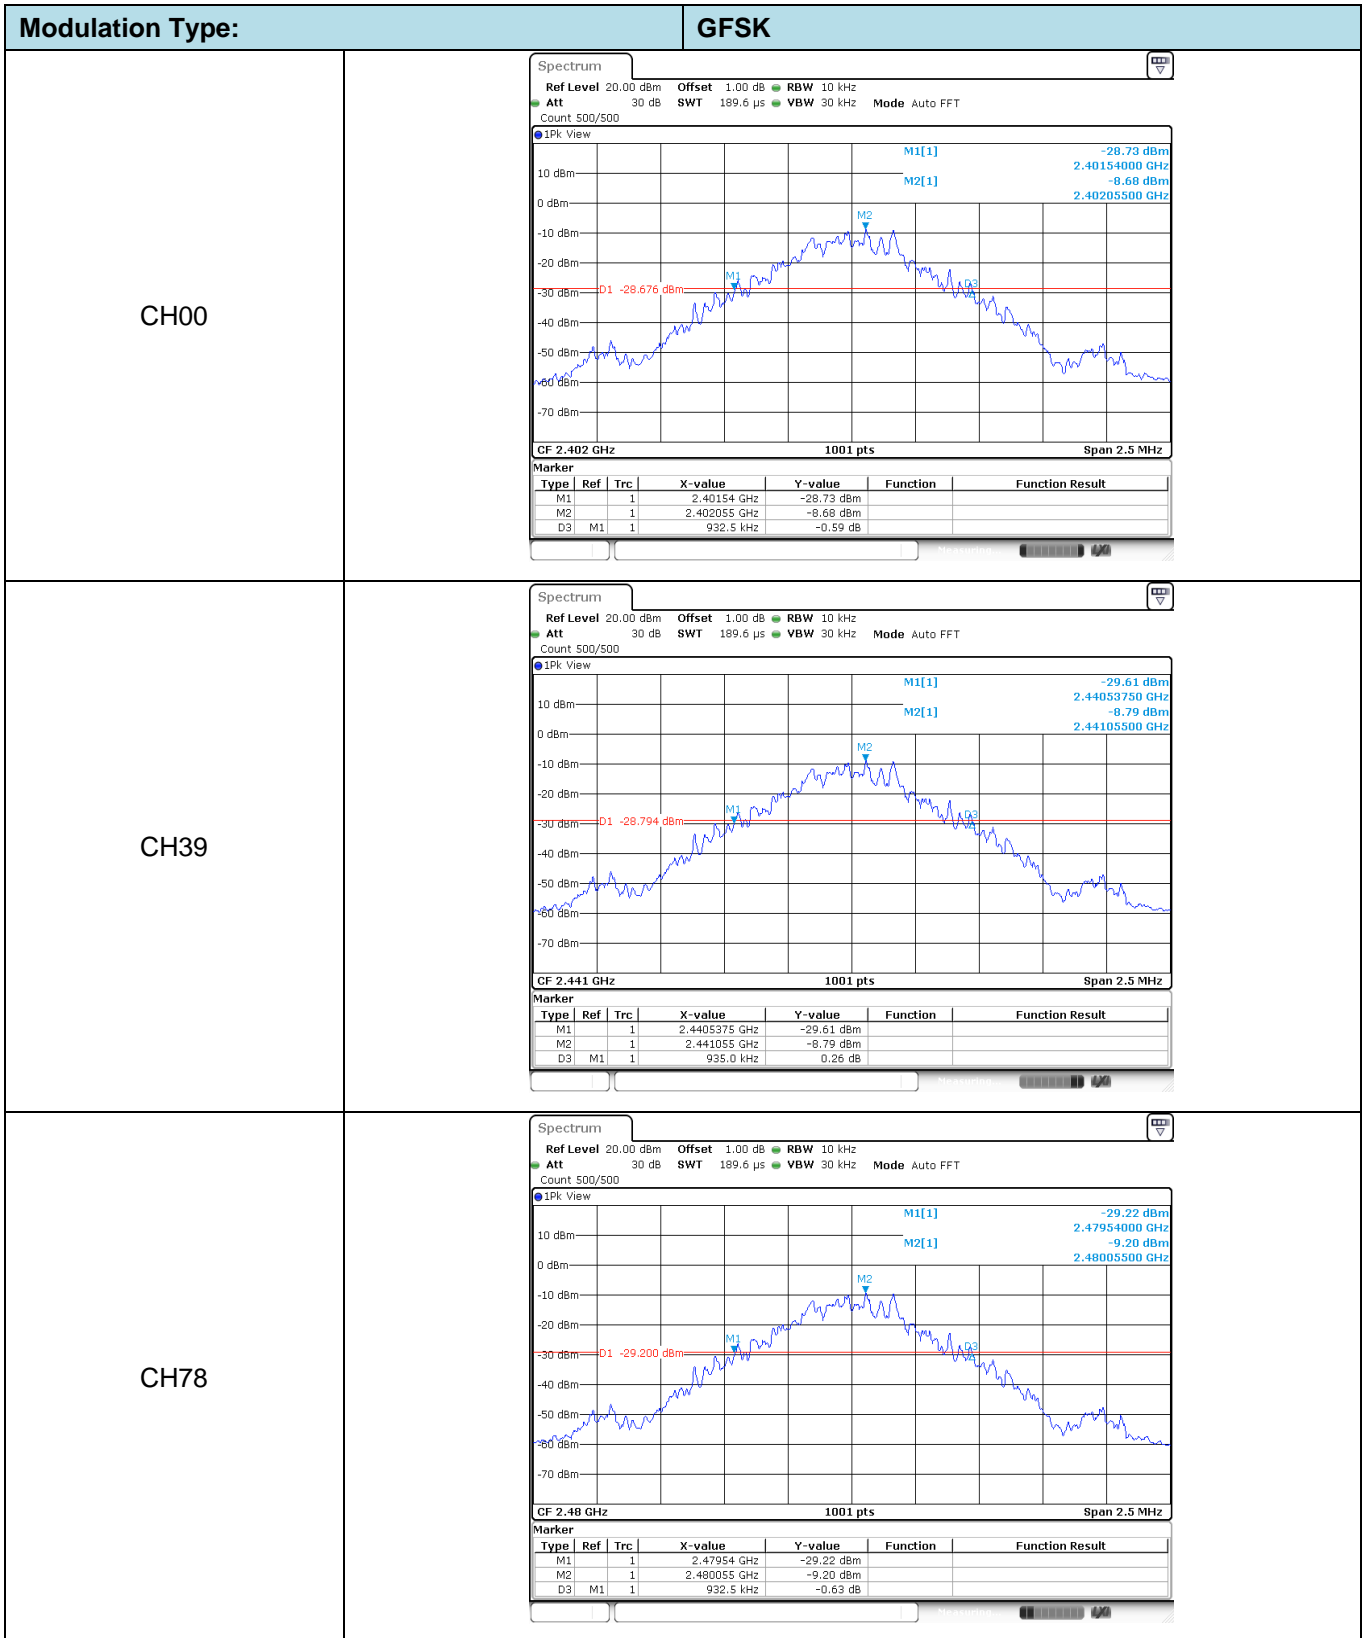 Modulation Type: GFSK
CH00
Spectrum
Ref Level 20.00 dBm Offset 1.00 dB RBW 10 kHz
Att 30 dB SWT 189.6 µs VBW 30 kHz Mode Auto FFT
Count 500/500
1Pk View
M1[1] -28.73 dBm
2.40154000 GHz
10 dBm
M2[1] -8.68 dBm
2.40205500 GHz
0 dBm
M2
-10 dBm
-20 dBm
M1
D3
-30 dBm D1 -28.676 dBm
-40 dBm
-50 dBm
-60 dBm
-70 dBm
CF 2.402 GHz 1001 pts Span 2.5 MHz
Marker
Type Ref Trc X-value Y-value Function Function Result
M1 1 2.40154 GHz -28.73 dBm
M2 1 2.402055 GHz -8.68 dBm
D3 M1 1 932.5 kHz -0.59 dB
Measuring LXI
CH39
Spectrum
Ref Level 20.00 dBm Offset 1.00 dB RBW 10 kHz
Att 30 dB SWT 189.6 µs VBW 30 kHz Mode Auto FFT
Count 500/500
1Pk View
M1[1] -29.61 dBm
2.44053750 GHz
10 dBm
M2[1] -8.79 dBm
2.44105500 GHz
0 dBm
M2
-10 dBm
-20 dBm
M1
D3
-30 dBm D1 -28.794 dBm
-40 dBm
-50 dBm
-60 dBm
-70 dBm
CF 2.441 GHz 1001 pts Span 2.5 MHz
Marker
Type Ref Trc X-value Y-value Function Function Result
M1 1 2.4405375 GHz -29.61 dBm
M2 1 2.441055 GHz -8.79 dBm
D3 M1 1 935.0 kHz 0.26 dB
Measuring LXI
CH78
Spectrum
Ref Level 20.00 dBm Offset 1.00 dB RBW 10 kHz
Att 30 dB SWT 189.6 µs VBW 30 kHz Mode Auto FFT
Count 500/500
1Pk View
M1[1] -29.22 dBm
2.47954000 GHz
10 dBm
M2[1] -9.20 dBm
2.48005500 GHz
0 dBm
M2
-10 dBm
-20 dBm
M1
D3
-30 dBm D1 -29.200 dBm
-40 dBm
-50 dBm
-60 dBm
-70 dBm
CF 2.48 GHz 1001 pts Span 2.5 MHz
Marker
Type Ref Trc X-value Y-value Function Function Result
M1 1 2.47954 GHz -29.22 dBm
M2 1 2.480055 GHz -9.20 dBm
D3 M1 1 932.5 kHz -0.63 dB
Measuring LXI